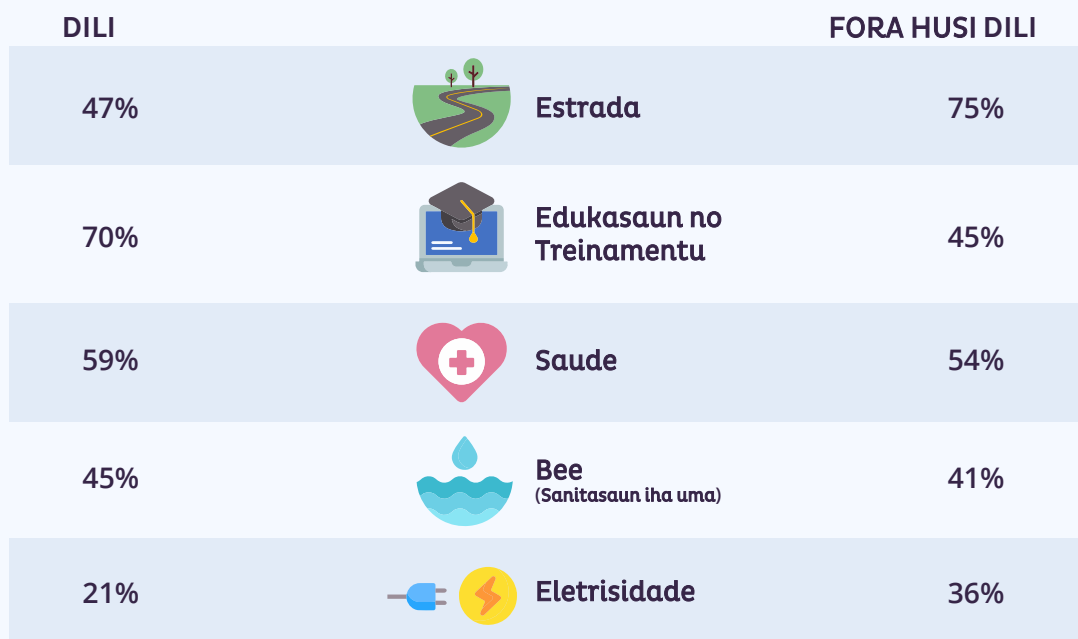 DILI FORA HUSI DILI
47% Estrada 75%
Edukasaun no
70% Treinamentu 45%
59% Saude 54%
45% Bee 41%
(Sanitasaun iha uma)
21% Eletrisidade 36%